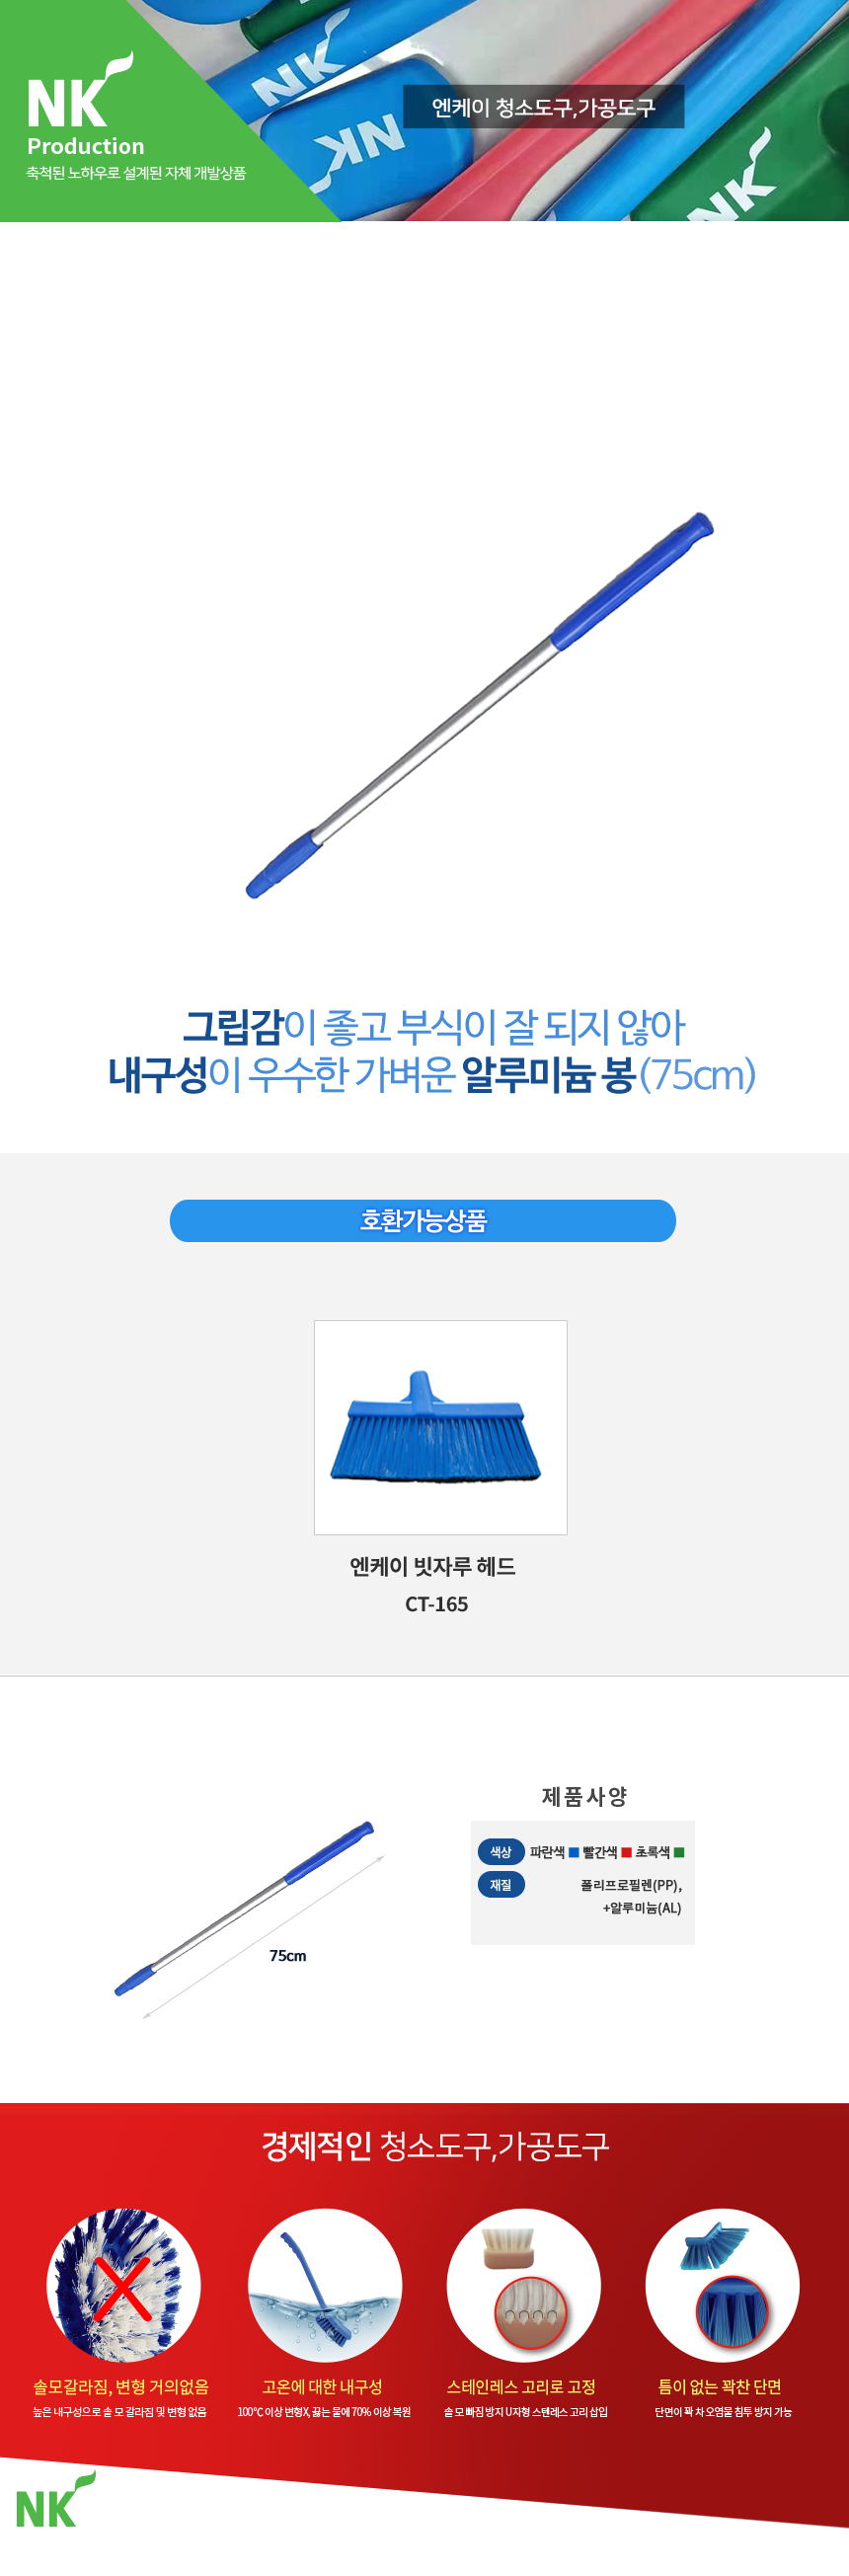 NK
Production
축척된 노하우로 설계된 자체 개발상품
NK
NK
NK
엔케이 청소도구,가공도구
그립감이 좋고 부식이 잘 되지 않아
내구성이 우수한 가벼운 알루미늄 봉(75cm)
호환가능상품
엔케이 빗자루 헤드
CT-165
제품사양
색상 파란색 빨간색 초록색
재질 폴리프로필렌(PP),
+알루미늄(AL)
75cm
경제적인 청소도구,가공도구
솔모갈라짐, 변형 거의없음
높은 내구성으로 솔 모 갈라짐 및 변형 없음
고온에 대한 내구성
100℃ 이상 변형X, 끓는 물에 70% 이상 복원
스테인레스 고리로 고정
솔 모 빠짐 방지 U자형 스텐레스 고리 삽입
틈이 없는 꽉찬 단면
단면이 꽉 차 오염물 침투 방지 가능
NK